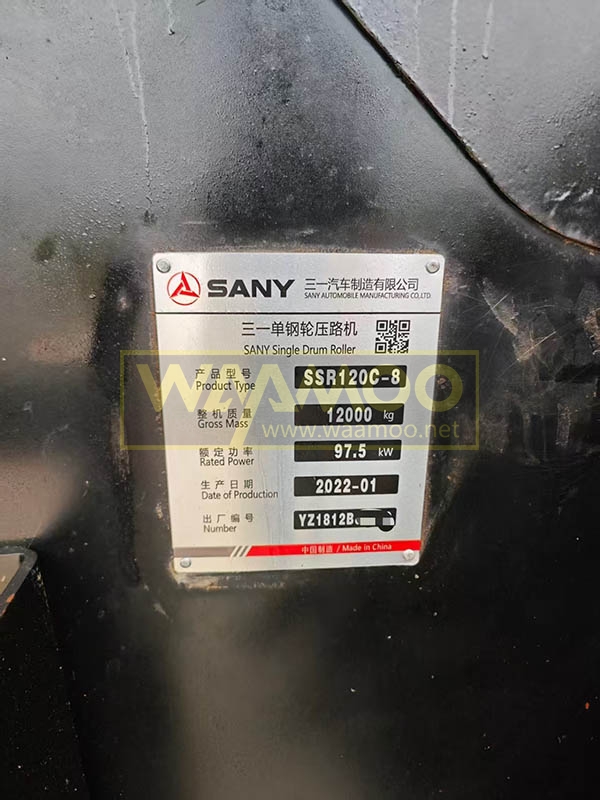 SANY 三一汽车制造有限公司
SANY AUTOMOBILE MANUFACTURING CO.,LTD.
三一单钢轮压路机
SANY Single Drum Roller
产品型号 SSR120C-8
Product Type
整机质量 12000 kg
Gross Mass
额定功率 97.5 kW
Rated Power
生产日期 2022-01
Date of Production
出厂编号 YZ1812B
Number
中国制造 / Made in China
WAAMOO
www.waamoo.net